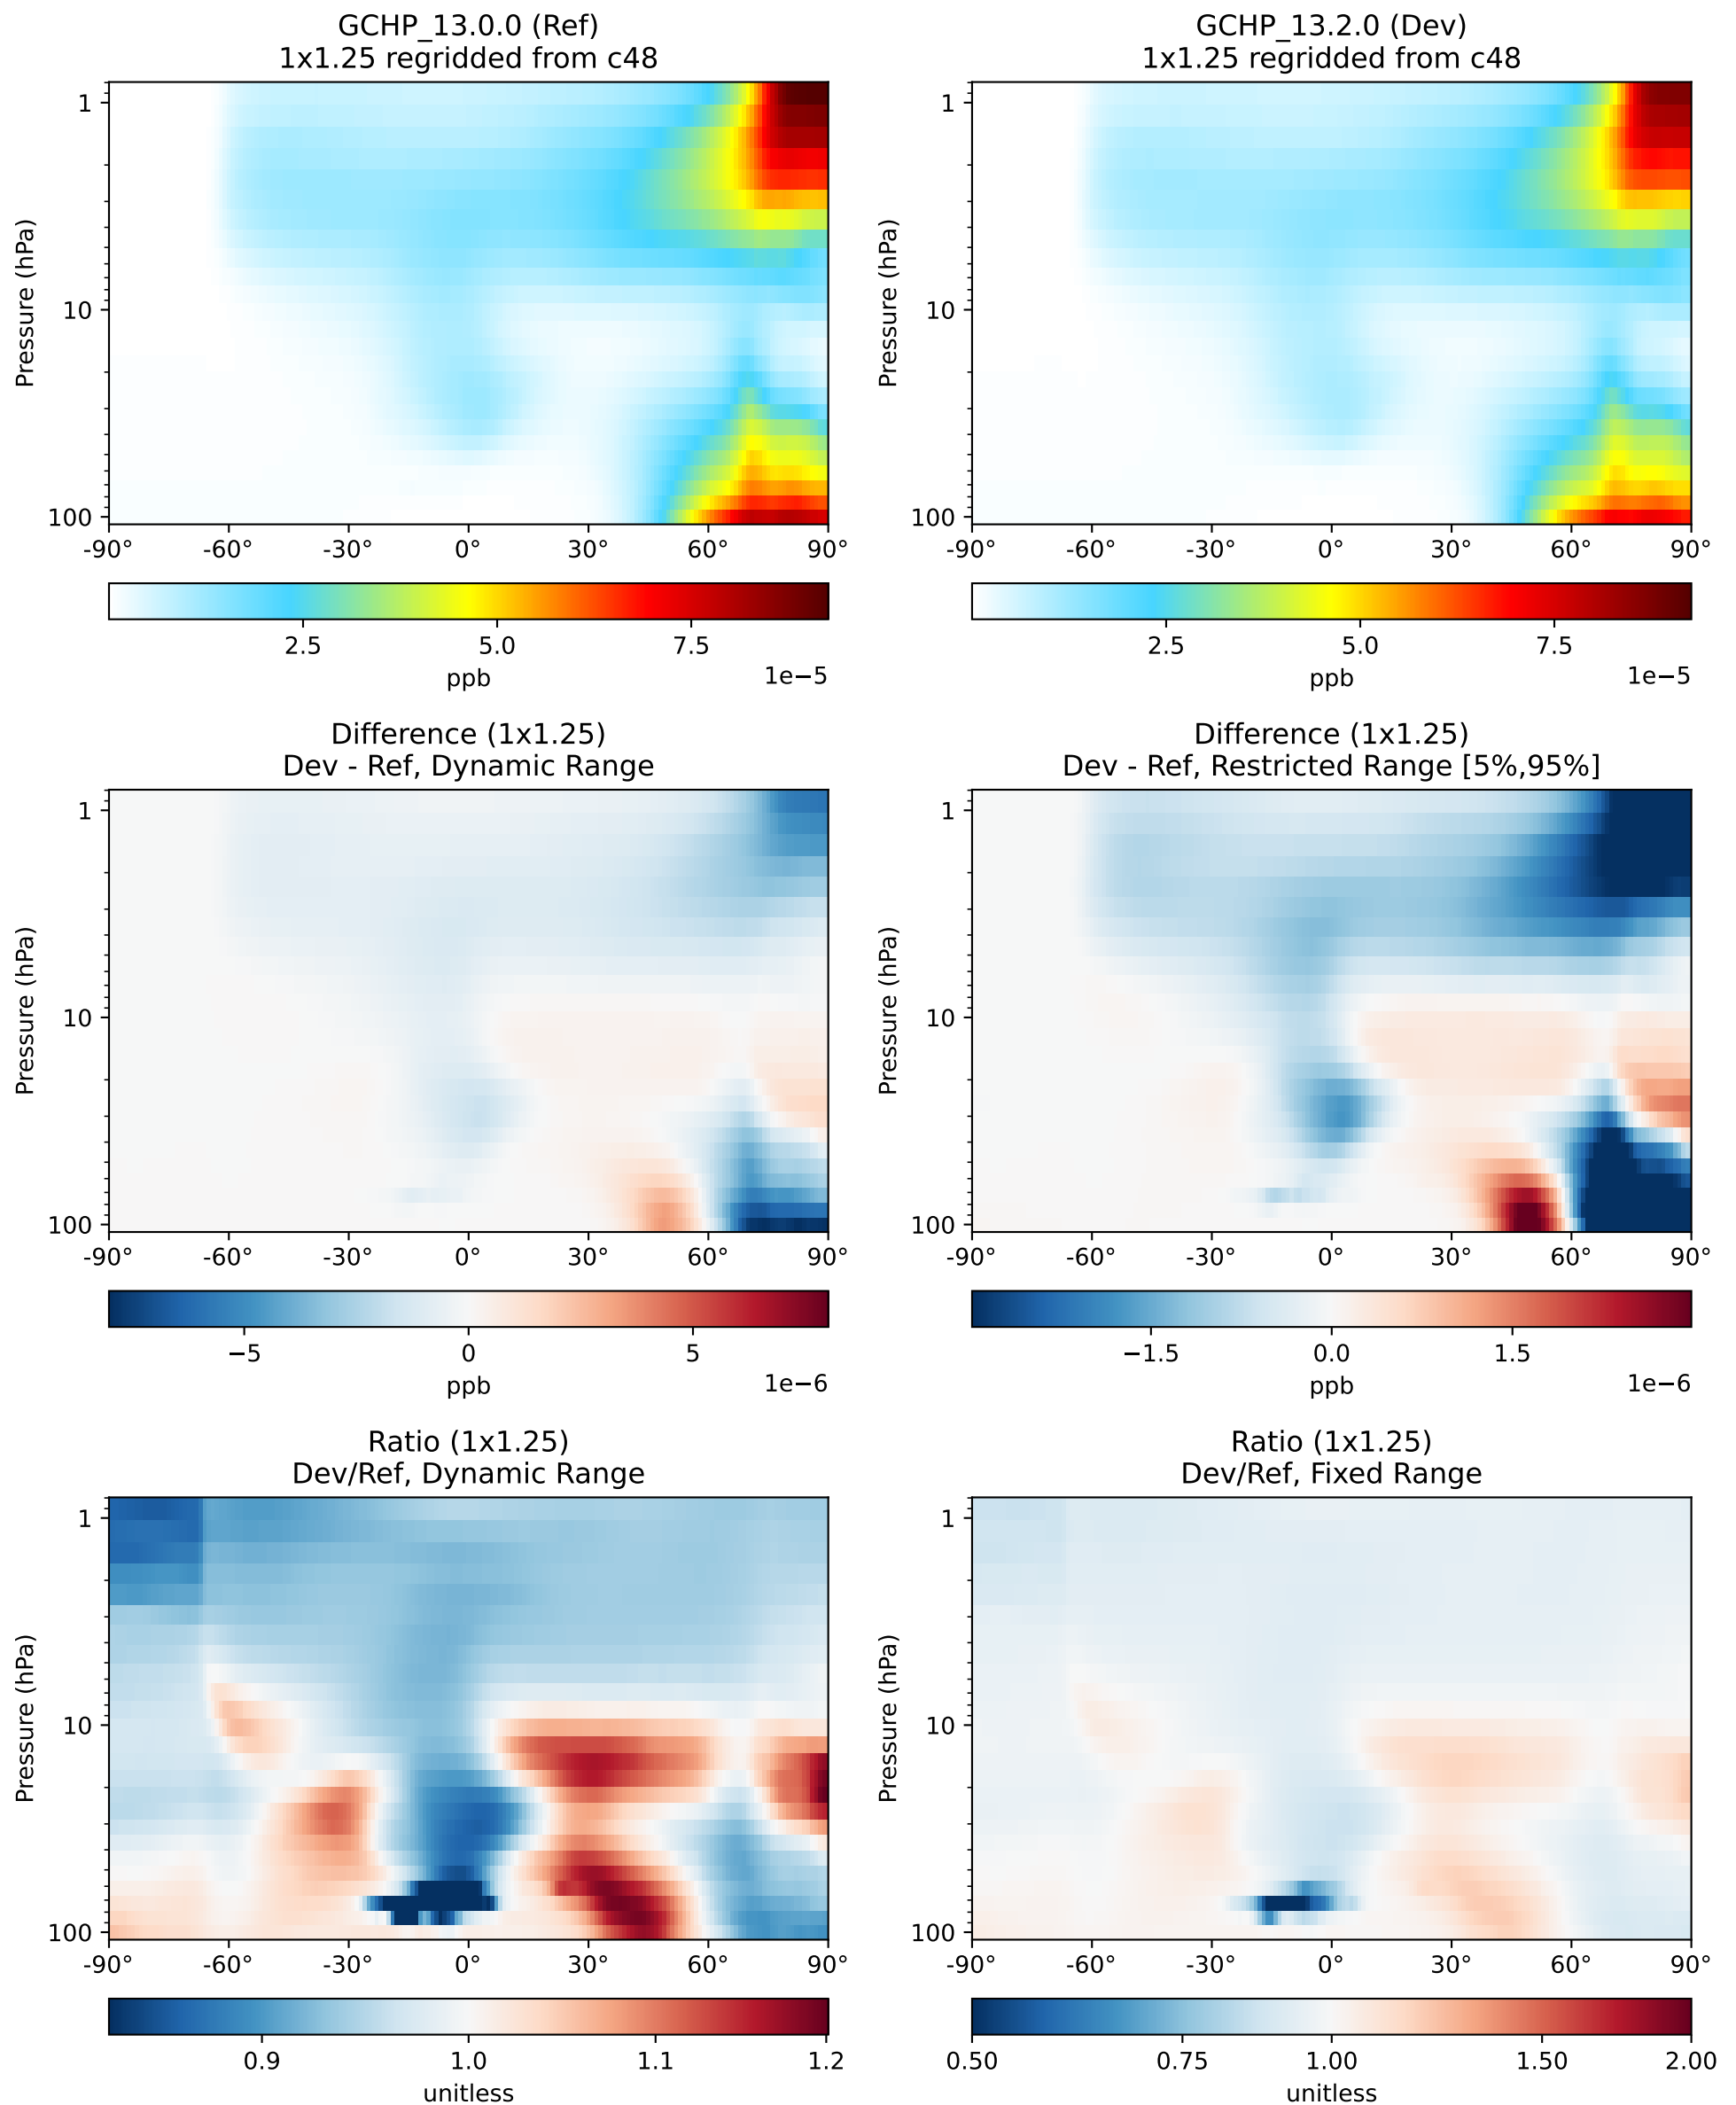 GCHP_13.0.0 (Ref)
1x1.25 regridded from c48
Pressure (hPa)
1
10
100
-90° -60° -30° 0° 30° 60° 90°
2.5 5.0 7.5
ppb
1e−5
GCHP_13.2.0 (Dev)
1x1.25 regridded from c48
Pressure (hPa)
1
10
100
-90° -60° -30° 0° 30° 60° 90°
2.5 5.0 7.5
ppb
1e−5
Difference (1x1.25)
Dev - Ref, Dynamic Range
Pressure (hPa)
1
10
100
-90° -60° -30° 0° 30° 60° 90°
−5 0 5
ppb
1e−6
Difference (1x1.25)
Dev - Ref, Restricted Range [5%,95%]
Pressure (hPa)
1
10
100
-90° -60° -30° 0° 30° 60° 90°
−1.5 0.0 1.5
ppb
1e−6
Ratio (1x1.25)
Dev/Ref, Dynamic Range
Pressure (hPa)
1
10
100
-90° -60° -30° 0° 30° 60° 90°
0.9 1.0 1.1 1.2
unitless
Ratio (1x1.25)
Dev/Ref, Fixed Range
Pressure (hPa)
1
10
100
-90° -60° -30° 0° 30° 60° 90°
0.50 0.75 1.00 1.50 2.00
unitless